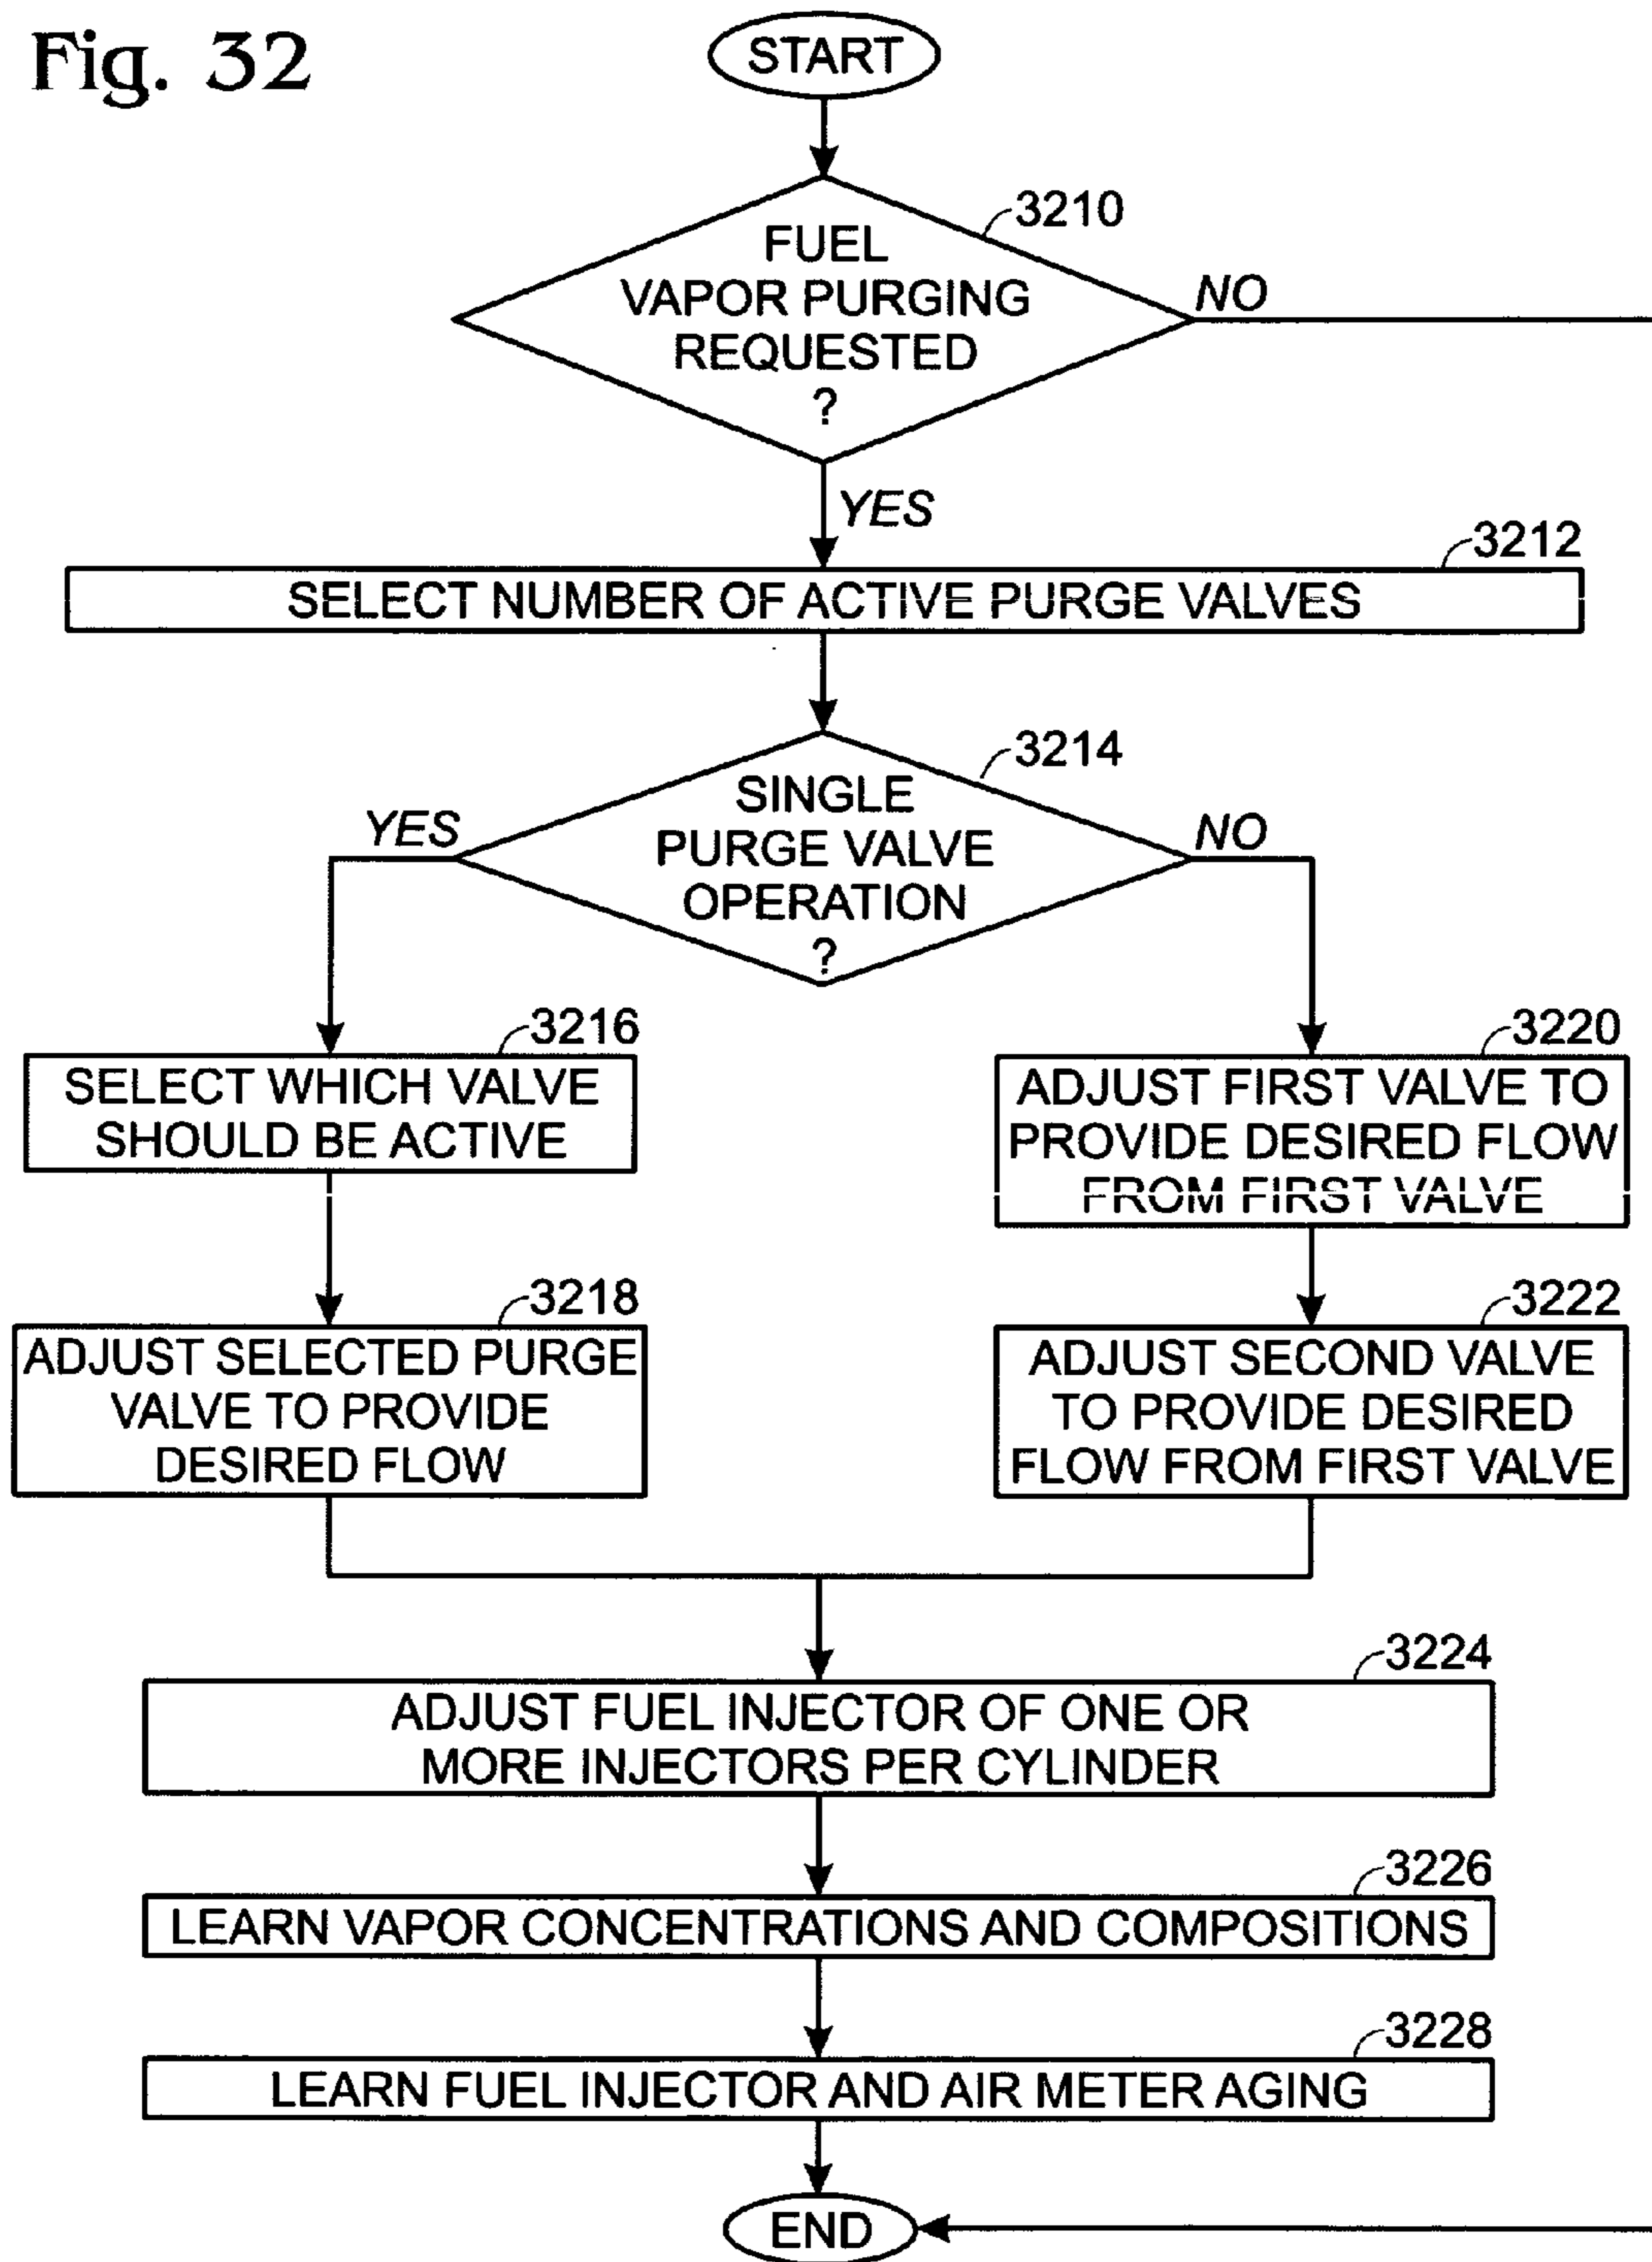 Fig. 32
START
3210
FUEL
VAPOR PURGING
REQUESTED
?
NO
YES
3212
SELECT NUMBER OF ACTIVE PURGE VALVES
3214
SINGLE
PURGE VALVE
OPERATION
?
YES
NO
3216
SELECT WHICH VALVE
SHOULD BE ACTIVE
3218
ADJUST SELECTED PURGE
VALVE TO PROVIDE
DESIRED FLOW
3220
ADJUST FIRST VALVE TO
PROVIDE DESIRED FLOW
FROM FIRST VALVE
3222
ADJUST SECOND VALVE
TO PROVIDE DESIRED
FLOW FROM FIRST VALVE
3224
ADJUST FUEL INJECTOR OF ONE OR
MORE INJECTORS PER CYLINDER
3226
LEARN VAPOR CONCENTRATIONS AND COMPOSITIONS
3228
LEARN FUEL INJECTOR AND AIR METER AGING
END